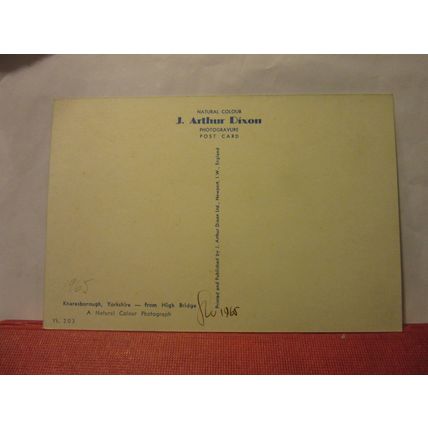 NATURAL COLOUR
J. Arthur Dixon
PHOTOGRAVURE
POST CARD
Printed and Published by J. Arthur Dixon Ltd., Newport, I.W., England
1965
Knaresborough, Yorkshire — from High Bridge
A Natural Colour Photograph
YL 203
1965